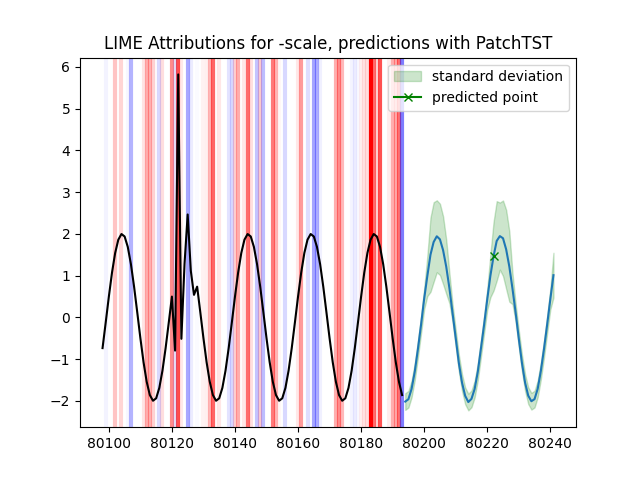 LIME Attributions for -scale, predictions with PatchTST
standard deviation
predicted point
6
5
4
3
2
1
0
−1
−2
80100 80120 80140 80160 80180 80200 80220 80240